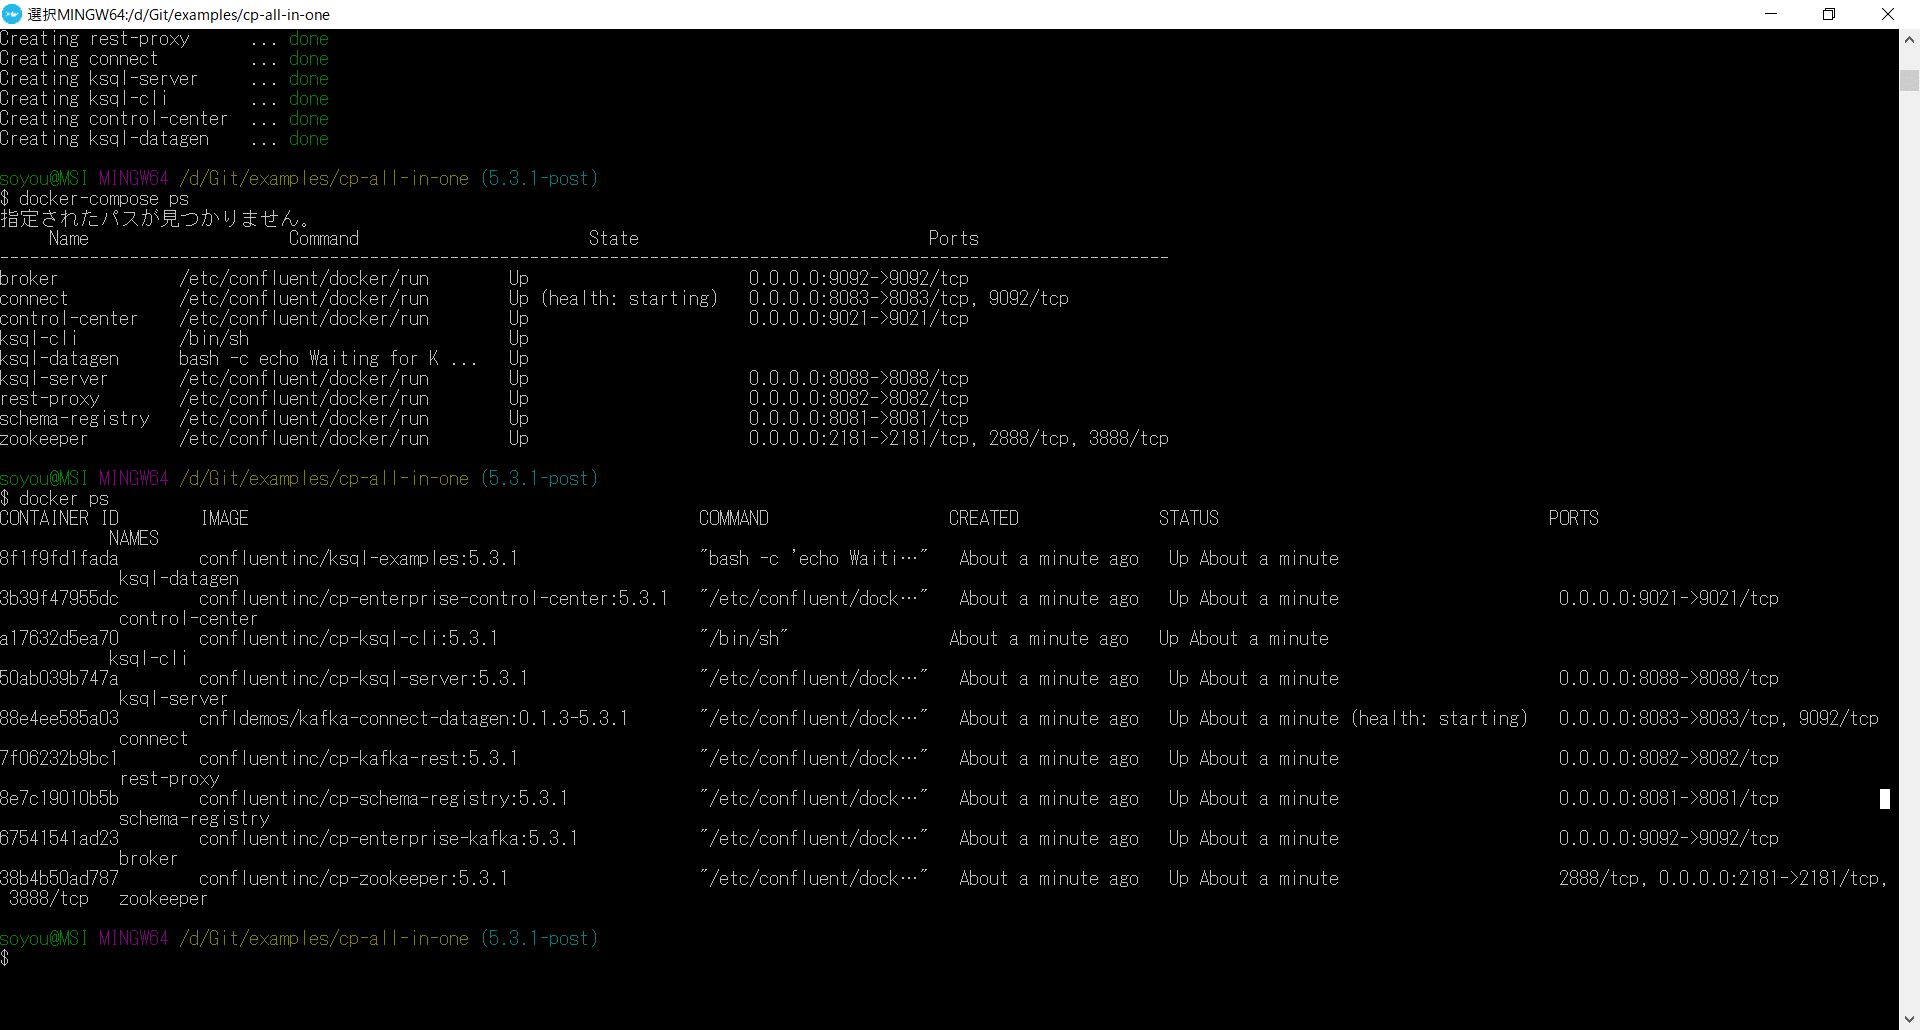 選択MINGW64:/d/Git/examples/cp-all-in-one
Creating rest-proxy ... done
Creating connect ... done
Creating ksql-server ... done
Creating ksql-cli ... done
Creating control-center ... done
Creating ksql-datagen ... done
soyou@MSI MINGW64 /d/Git/examples/cp-all-in-one (5.3.1-post)
$ docker-compose ps
指定されたパスが見つかりません。
Name Command State Ports
---------------------------------------------------------------------------------------------------------------------
broker /etc/confluent/docker/run Up 0.0.0.0:9092->9092/tcp
connect /etc/confluent/docker/run Up (health: starting) 0.0.0.0:8083->8083/tcp, 9092/tcp
control-center /etc/confluent/docker/run Up 0.0.0.0:9021->9021/tcp
ksql-cli /bin/sh Up
ksql-datagen bash -c echo Waiting for K ... Up
ksql-server /etc/confluent/docker/run Up 0.0.0.0:8088->8088/tcp
rest-proxy /etc/confluent/docker/run Up 0.0.0.0:8082->8082/tcp
schema-registry /etc/confluent/docker/run Up 0.0.0.0:8081->8081/tcp
zookeeper /etc/confluent/docker/run Up 0.0.0.0:2181->2181/tcp, 2888/tcp, 3888/tcp
soyou@MSI MINGW64 /d/Git/examples/cp-all-in-one (5.3.1-post)
$ docker ps
CONTAINER ID IMAGE COMMAND CREATED STATUS PORTS
NAMES
8f1f9fd1fada confluentinc/ksql-examples:5.3.1 "bash -c 'echo Waiti…" About a minute ago Up About a minute
ksql-datagen
3b39f47955dc confluentinc/cp-enterprise-control-center:5.3.1 "/etc/confluent/dock…" About a minute ago Up About a minute 0.0.0.0:9021->9021/tcp
control-center
a17632d5ea70 confluentinc/cp-ksql-cli:5.3.1 "/bin/sh" About a minute ago Up About a minute
ksql-cli
50ab039b747a confluentinc/cp-ksql-server:5.3.1 "/etc/confluent/dock…" About a minute ago Up About a minute 0.0.0.0:8088->8088/tcp
ksql-server
88e4ee585a03 cnfldemos/kafka-connect-datagen:0.1.3-5.3.1 "/etc/confluent/dock…" About a minute ago Up About a minute (health: starting) 0.0.0.0:8083->8083/tcp, 9092/tcp
connect
7f06232b9bc1 confluentinc/cp-kafka-rest:5.3.1 "/etc/confluent/dock…" About a minute ago Up About a minute 0.0.0.0:8082->8082/tcp
rest-proxy
8e7c19010b5b confluentinc/cp-schema-registry:5.3.1 "/etc/confluent/dock…" About a minute ago Up About a minute 0.0.0.0:8081->8081/tcp
schema-registry
67541541ad23 confluentinc/cp-enterprise-kafka:5.3.1 "/etc/confluent/dock…" About a minute ago Up About a minute 0.0.0.0:9092->9092/tcp
broker
38b4b50ad787 confluentinc/cp-zookeeper:5.3.1 "/etc/confluent/dock…" About a minute ago Up About a minute 2888/tcp, 0.0.0.0:2181->2181/tcp,
3888/tcp zookeeper
soyou@MSI MINGW64 /d/Git/examples/cp-all-in-one (5.3.1-post)
$